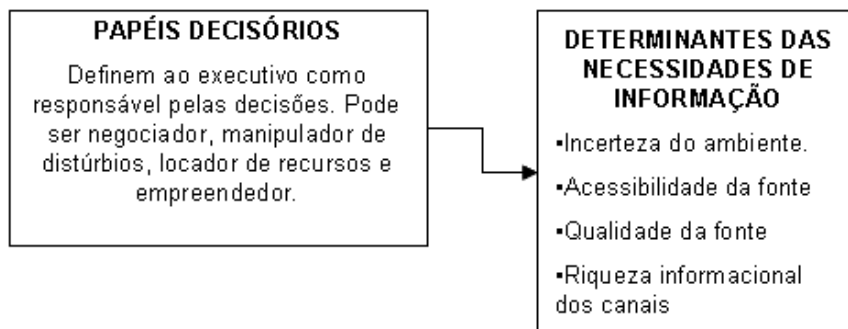 PAPÉIS DECISÓRIOS
Definem ao executivo como
responsável pelas decisões. Pode
ser negociador, manipulador de
distúrbios, locador de recursos e
empreendedor.
DETERMINANTES DAS
NECESSIDADES DE
INFORMAÇÃO
▪Incerteza do ambiente.
▪Acessibilidade da fonte
▪Qualidade da fonte
▪Riqueza informacional
dos canais